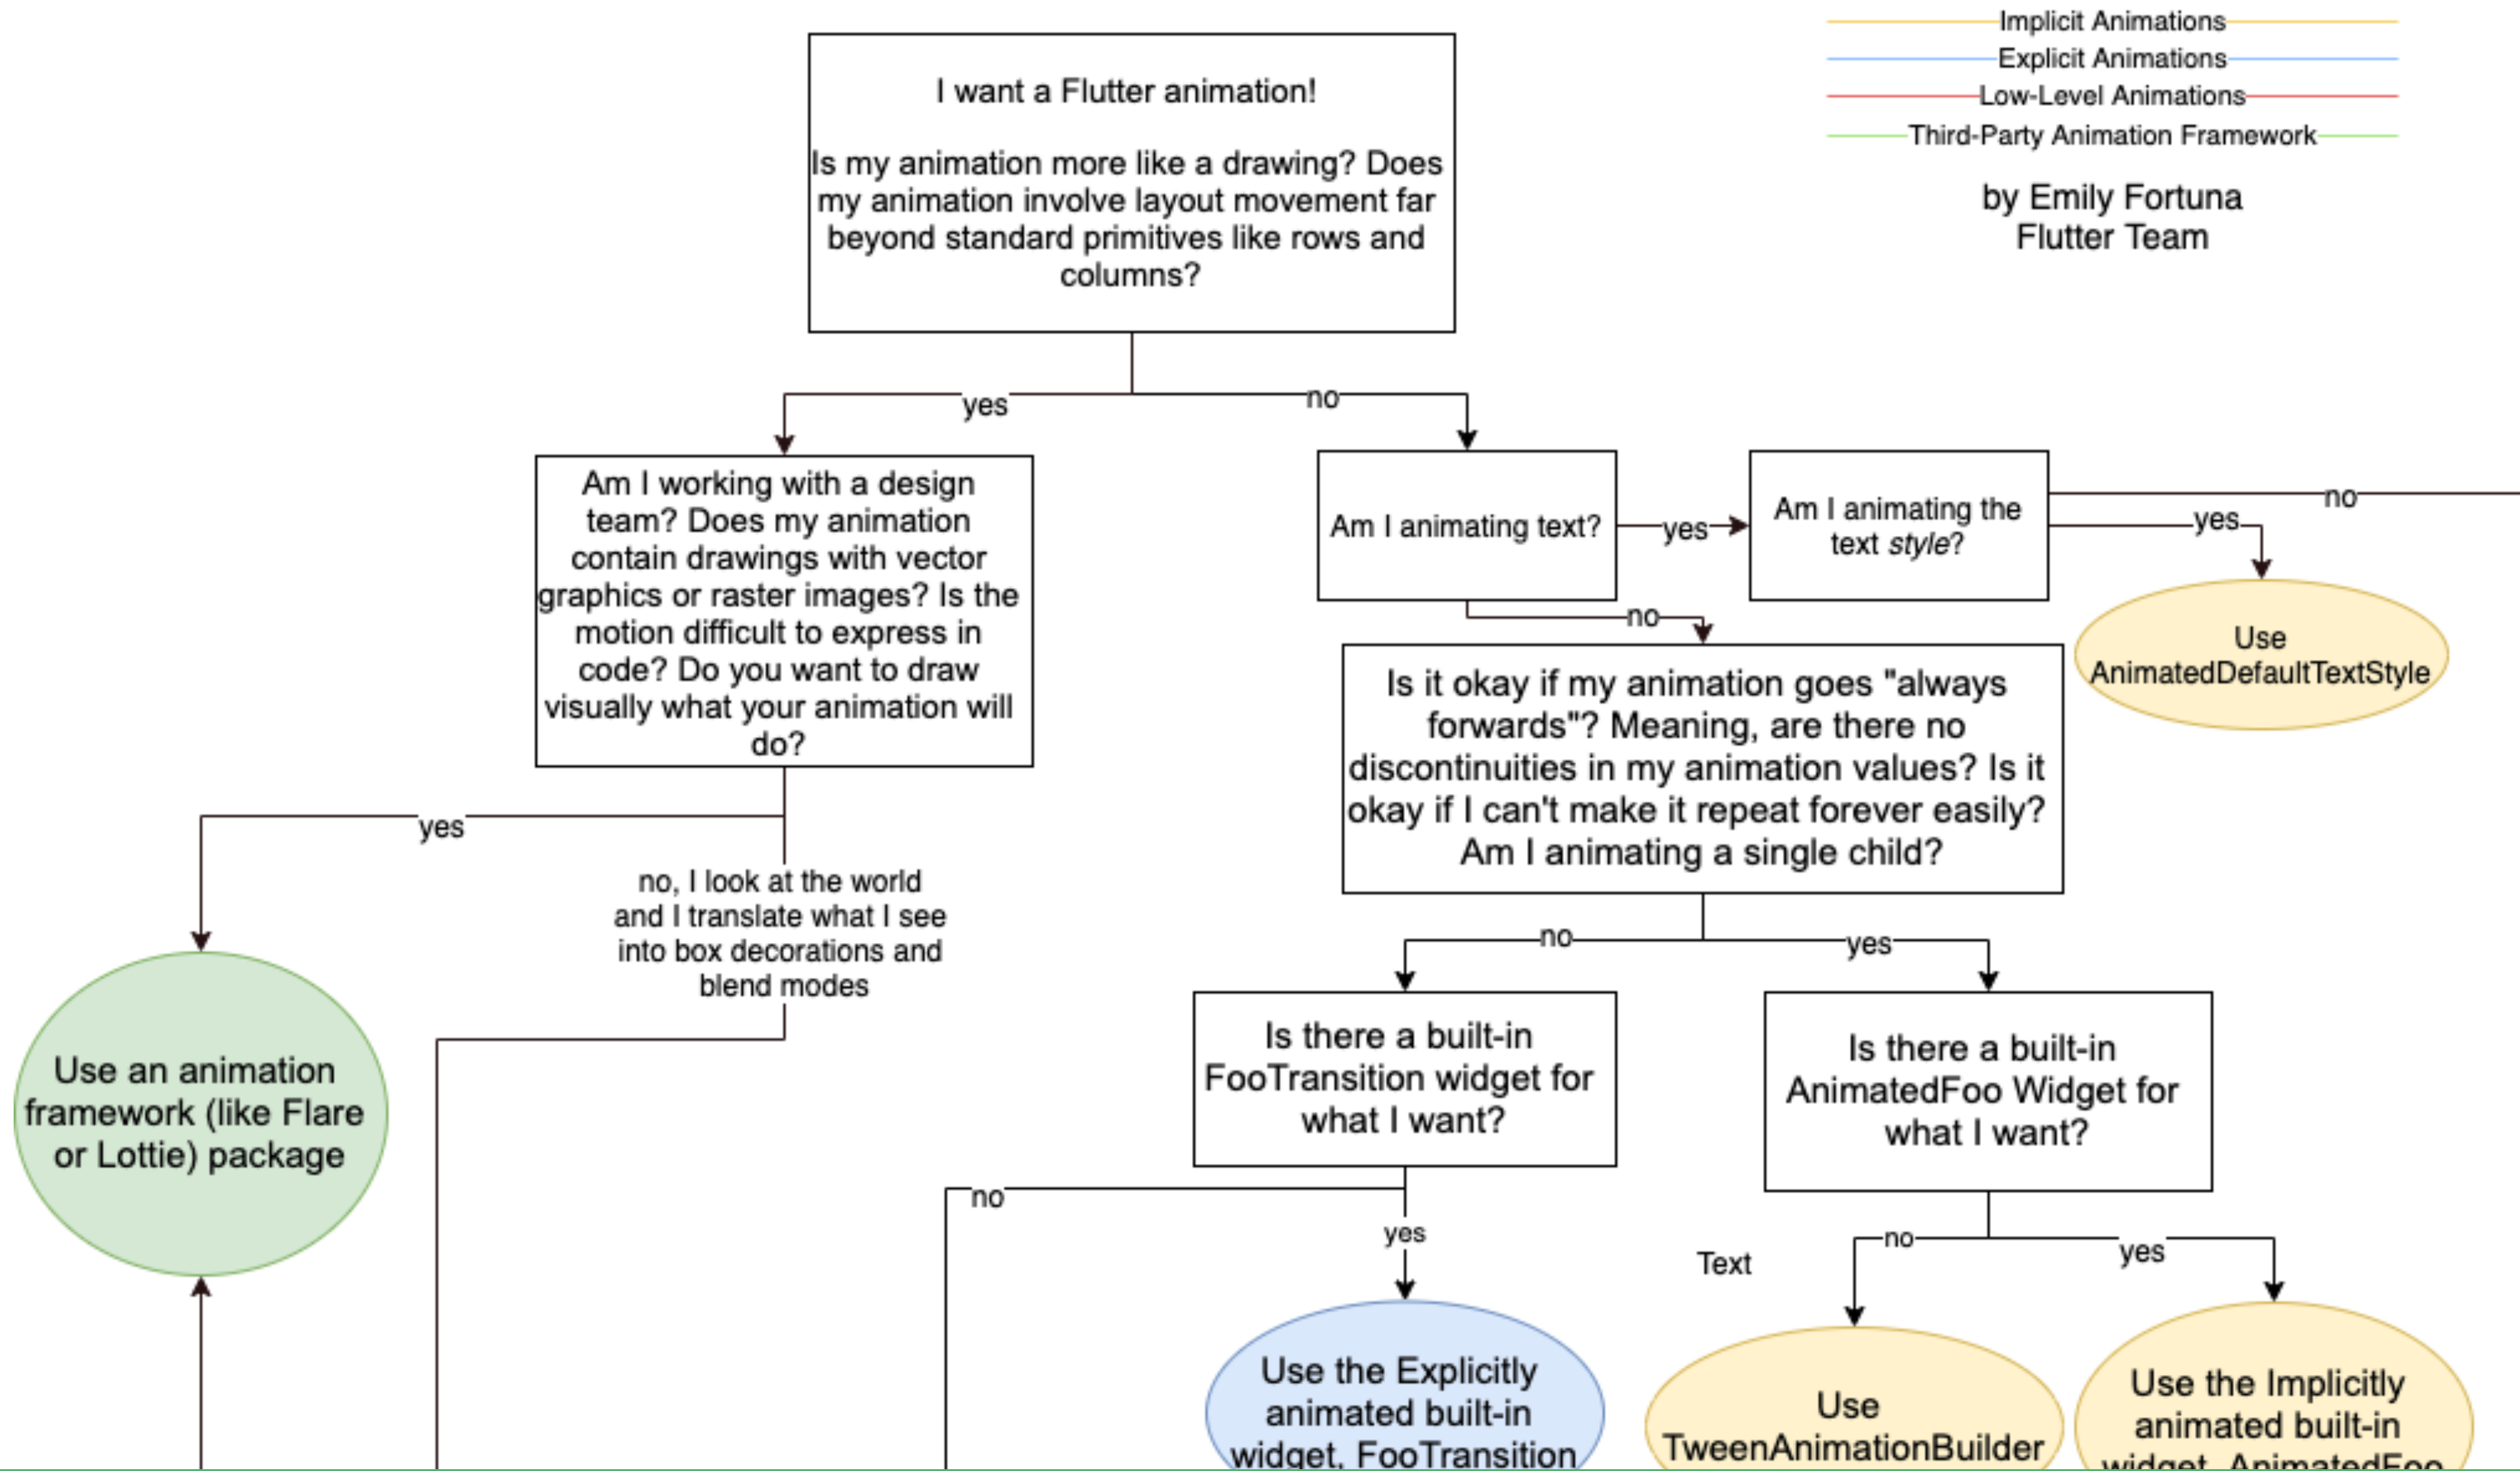 Implicit Animations
Explicit Animations
Low-Level Animations
Third-Party Animation Framework
by Emily Fortuna
Flutter Team
I want a Flutter animation!
Is my animation more like a drawing? Does
my animation involve layout movement far
beyond standard primitives like rows and
columns?
yes
no
Am I working with a design
team? Does my animation
contain drawings with vector
graphics or raster images? Is the
motion difficult to express in
code? Do you want to draw
visually what your animation will
do?
Am I animating text?
yes
Am I animating the
text style?
no
yes
Use
AnimatedDefaultTextStyle
no
Is it okay if my animation goes "always
forwards"? Meaning, are there no
discontinuities in my animation values? Is it
okay if I can't make it repeat forever easily?
Am I animating a single child?
yes
no, I look at the world
and I translate what I see
into box decorations and
blend modes
Use an animation
framework (like Flare
or Lottie) package
no
yes
Is there a built-in
FooTransition widget for
what I want?
Is there a built-in
AnimatedFoo Widget for
what I want?
no
yes
Text
no
yes
Use the Explicitly
animated built-in
widget, FooTransition
Use
TweenAnimationBuilder
Use the Implicitly
animated built-in
widget, AnimatedFoo